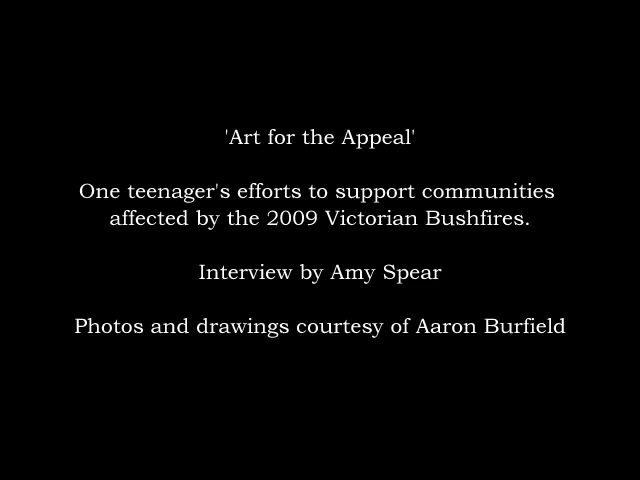 'Art for the Appeal'
One teenager's efforts to support communities
affected by the 2009 Victorian Bushfires.
Interview by Amy Spear
Photos and drawings courtesy of Aaron Burfield